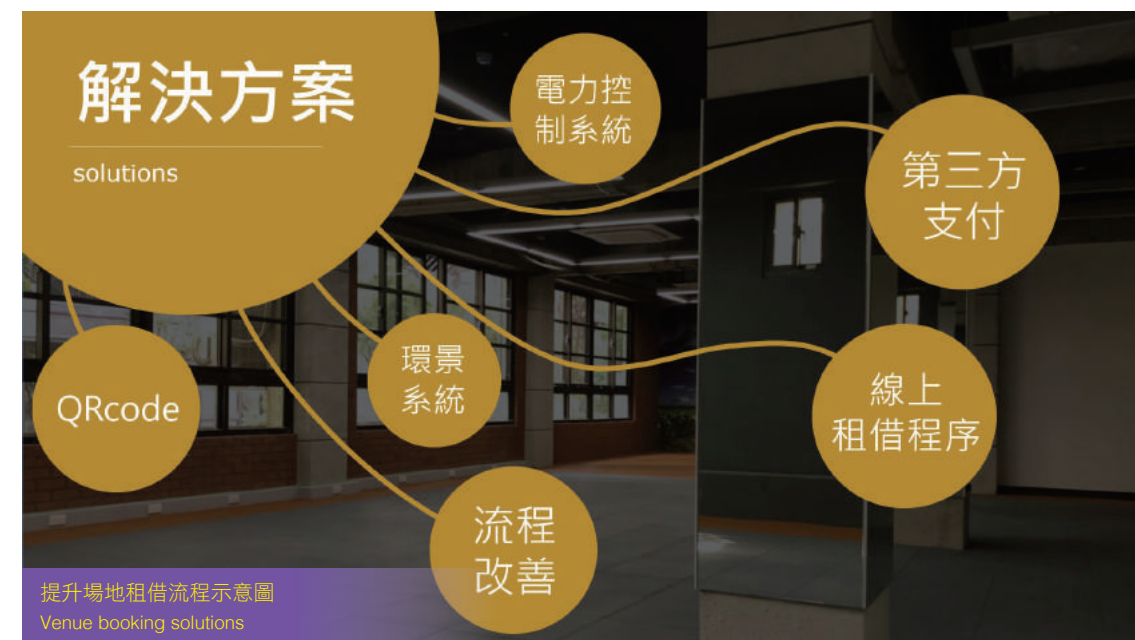 解決方案
solutions
電力控
制系統
第三方
支付
線上
租借程序
環景
系統
QRcode
流程
改善
提升場地租借流程示意圖
Venue booking solutions